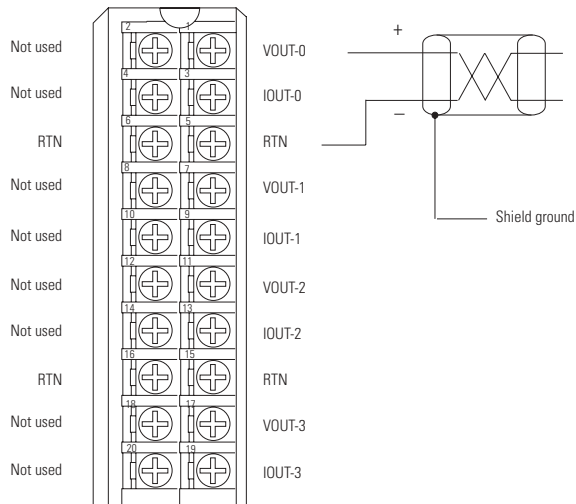 2 1
Not used VOUT-0 +
4 3
Not used IOUT-0
6 5
RTN RTN –
8 7
Not used VOUT-1
Shield ground
10 9
Not used IOUT-1
12 11
Not used VOUT-2
14 13
Not used IOUT-2
16 15
RTN RTN
18 17
Not used VOUT-3
20 19
Not used IOUT-3